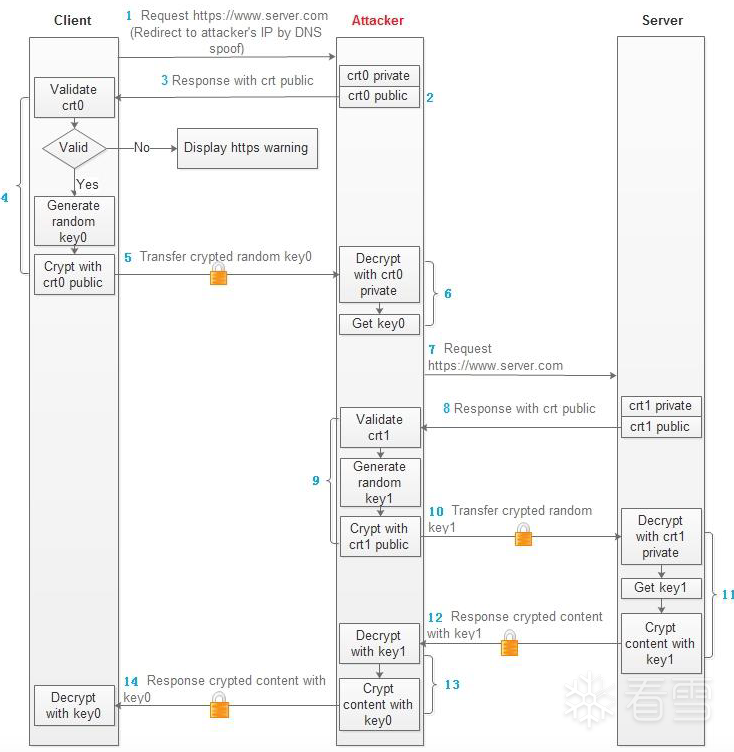 Client
Attacker
Server
1 Request https://www.server.com
(Redirect to attacker's IP by DNS
spoof)
3 Response with crt public
crt0 private
crt0 public
2
Validate
crt0
Valid
No
Display https warning
Yes
4
Generate
random
key0
Crypt with
crt0 public
5 Transfer crypted random key0
Decrypt
with crt0
private
6
Get key0
7 Request
https://www.server.com
8 Response with crt public
crt1 private
crt1 public
Validate
crt1
9
Generate
random
key1
Crypt with
crt1 public
10 Transfer crypted random
key1
Decrypt
with crt1
private
11
Get key1
12 Response crypted content
with key1
Crypt
content with
key1
Decrypt
with key1
13
14 Response crypted content with
key0
Crypt
content with
key0
Decrypt
with key0
看雪